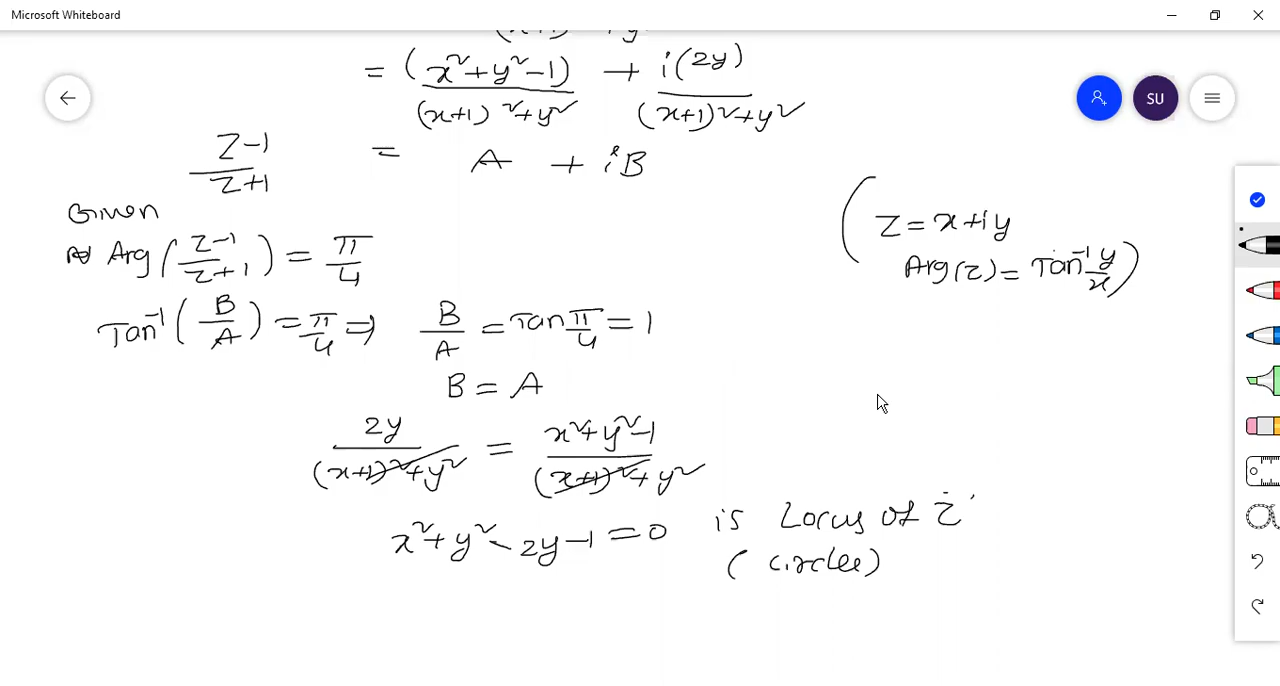 Microsoft Whiteboard
= (x²+y²-1)/((x+1)²+y²) + i(2y)/((x+1)²+y²)
SU
(z-1)/(z+1) = A + iB
Given
Arg((z-1)/(z+1)) = π/4
(z = x+iy
Arg(z) = Tan⁻¹ y/x)
Tan⁻¹(B/A) = π/4 ⇒ B/A = Tan π/4 = 1
B = A
2y/((x+1)²+y²) = (x²+y²-1)/((x+1)²+y²)
x²+y²-2y-1=0 is Locus of 'z'
(circle)